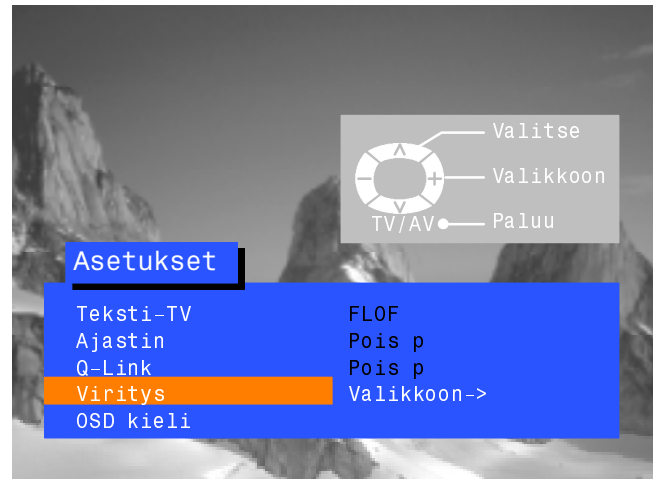 Valitse
Valikkoon
TV/AV Paluu
Asetukset
Teksti-TV FLOF
Ajastin Pois p
Q-Link Pois p
Viritys Valikkoon->
OSD kieli